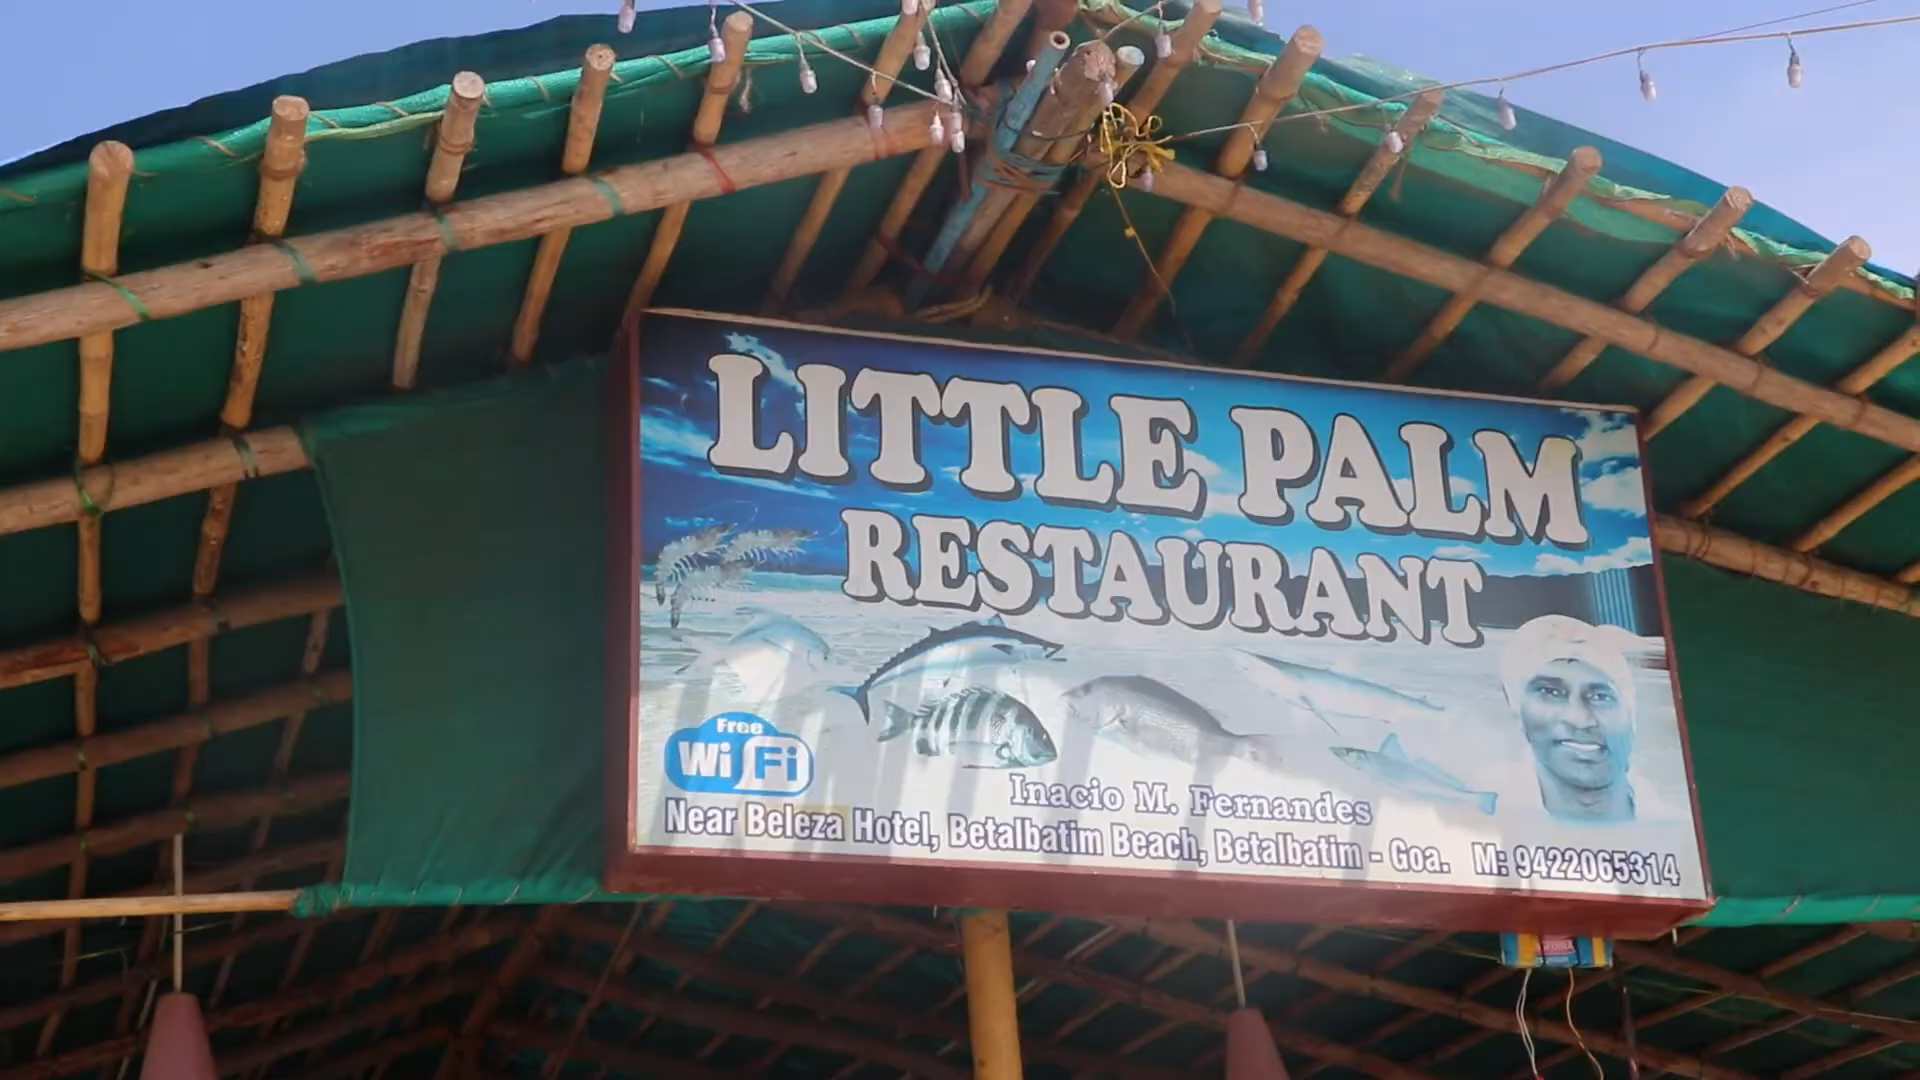 LITTLE PALM
RESTAURANT
Free
Wi Fi
Inacio M. Fernandes
Near Beleza Hotel, Betalbatim Beach, Betalbatim - Goa. M: 9422065314